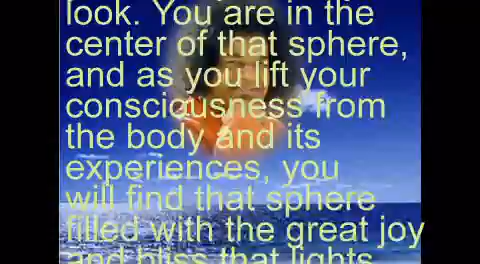 look. You are in the
center of that sphere,
and as you lift your
consciousness from
the body and its
experiences, you
will find that sphere
filled with the great joy
and bliss that lights